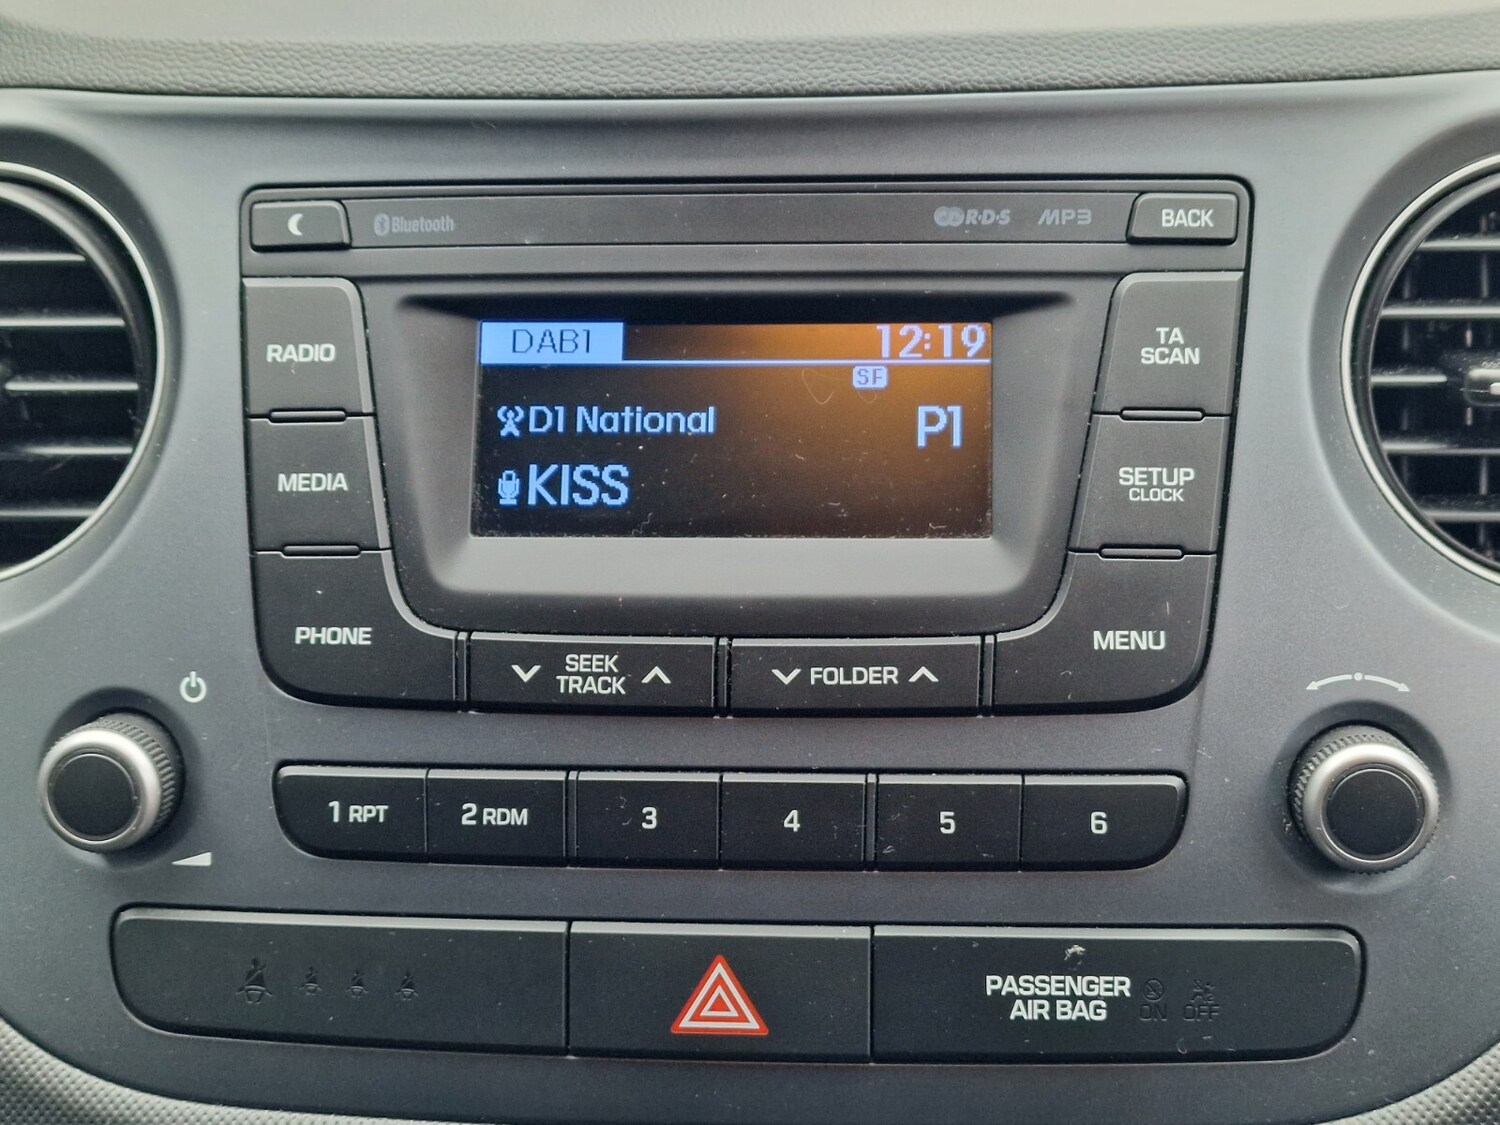 Bluetooth
CD R·D·S MP3
BACK
RADIO
DAB1 12:19
SF
TA
SCAN
D1 National P1
KISS
MEDIA
SETUP
CLOCK
PHONE
MENU
SEEK
TRACK
FOLDER
1 RPT 2 RDM 3 4 5 6
PASSENGER
AIR BAG
ON OFF